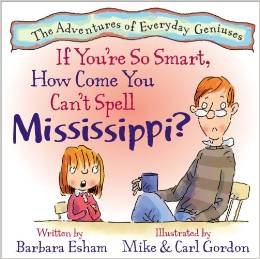 The Adventures of Everyday Geniuses
If You're So Smart,
How Come You
Can't Spell
Mississippi?
Written by
Barbara Esham
Illustrated by
Mike & Carl Gordon